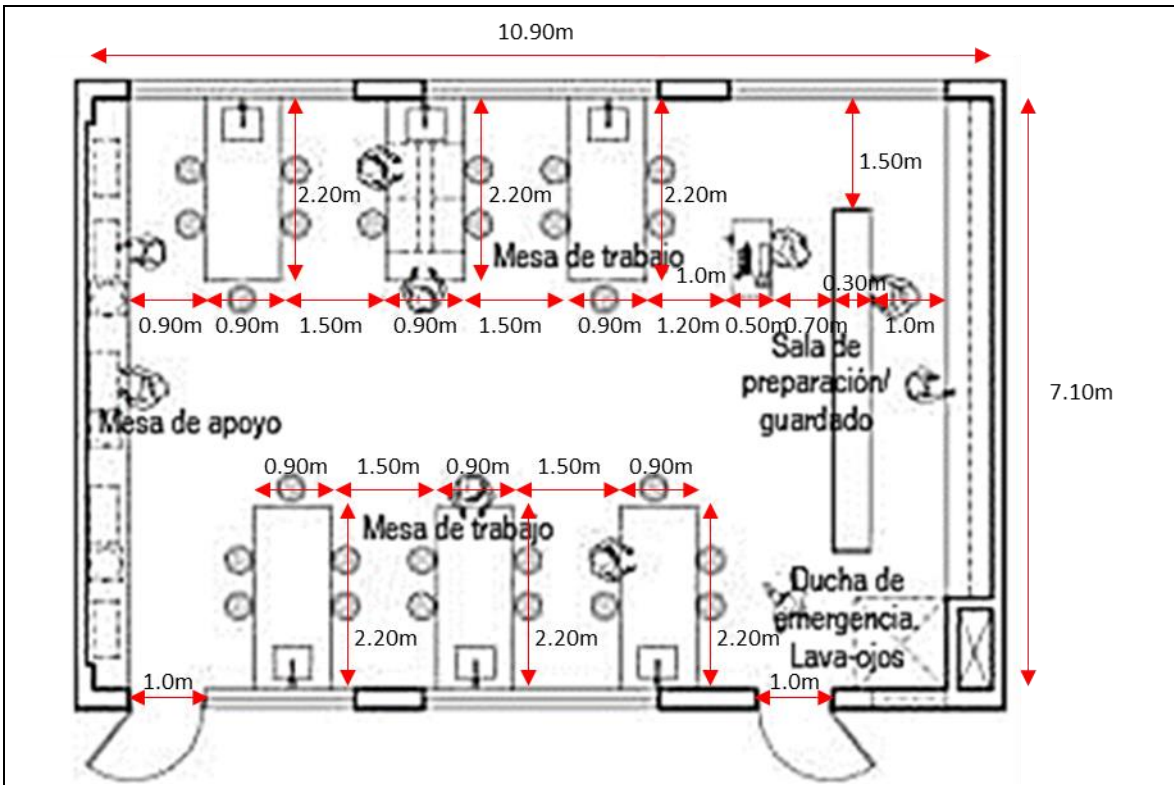 10.90m
1.50m
2.20m
2.20m
2.20m
Mesa de trabajo
1.0m
0.30m
0.90m
0.90m
1.50m
0.90m
1.50m
0.90m
1.20m
0.50m
0.70m
1.0m
Sala de
preparación/
guardado
7.10m
Mesa de apoyo
0.90m
1.50m
0.90m
1.50m
0.90m
Mesa de trabajo
Ducha de
emergencia.
Lava-ojos
2.20m
2.20m
2.20m
1.0m
1.0m